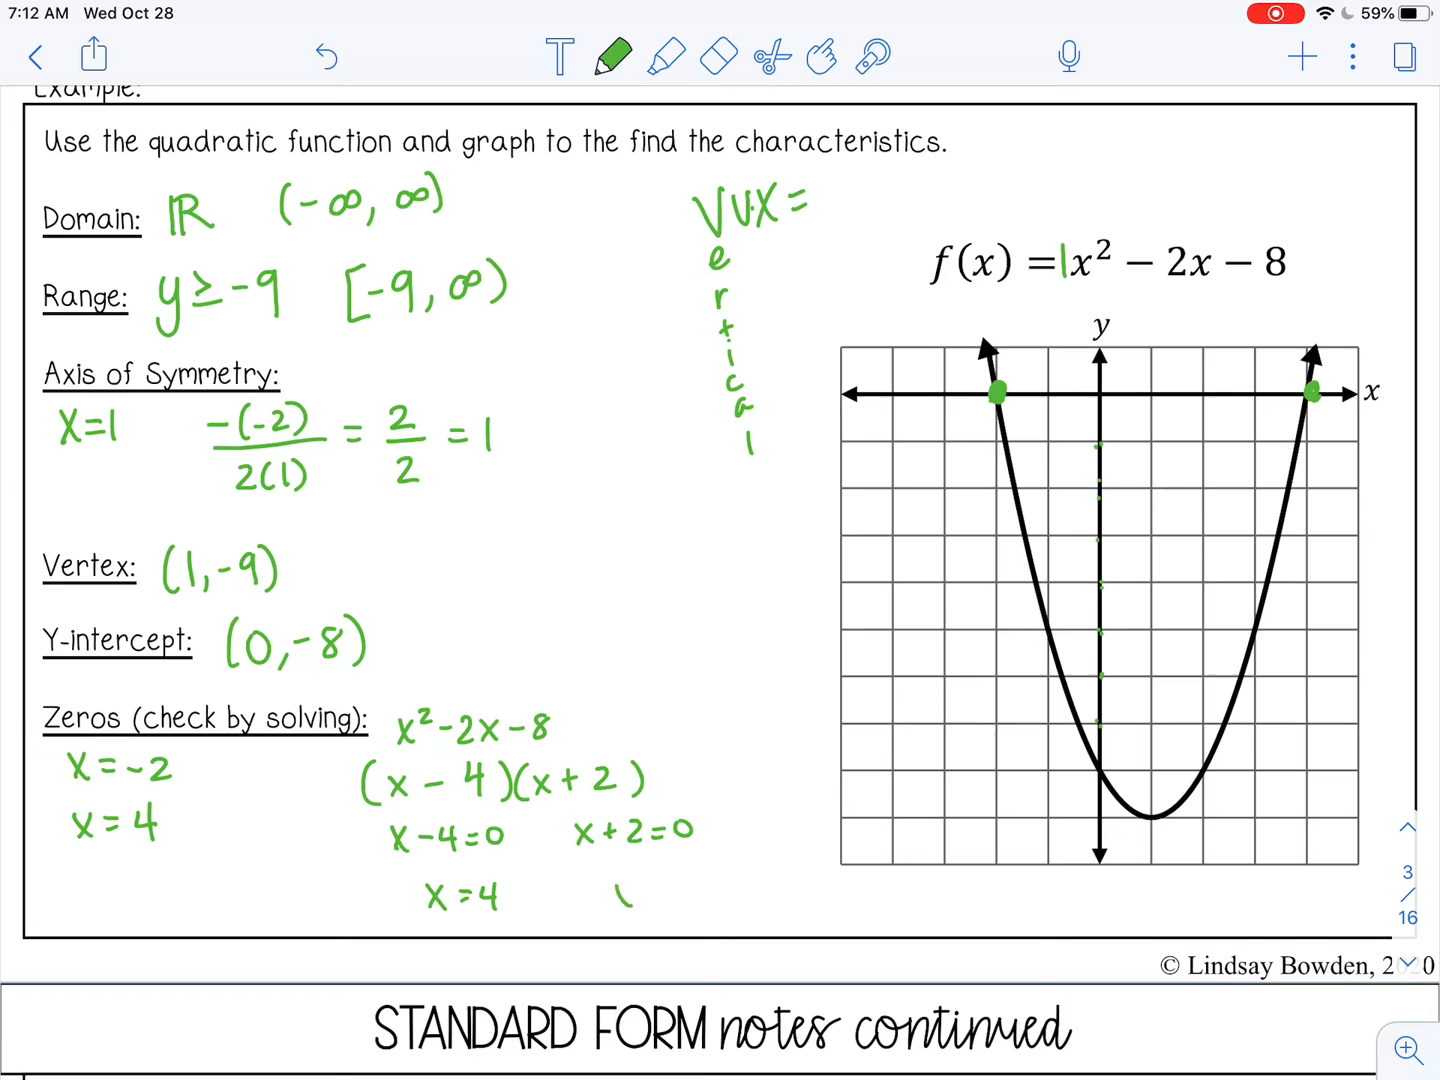 7:12 AM Wed Oct 28
59%
Example:
Use the quadratic function and graph to the find the characteristics.
Domain: ℝ (-∞, ∞)
Range: y ≥ -9 [-9, ∞)
Axis of Symmetry:
x=1 -(-2)/2(1) = 2/2 = 1
Vertex: (1,-9)
Y-intercept: (0,-8)
Zeros (check by solving): x² -2x -8
x = -2
x = 4
(x - 4)(x + 2)
x -4 =0 x + 2 = 0
x = 4
VUX =
Vertical
f(x) = 1x² − 2x − 8
y
x
3
/
16
© Lindsay Bowden, 2020
STANDARD FORM notes continued